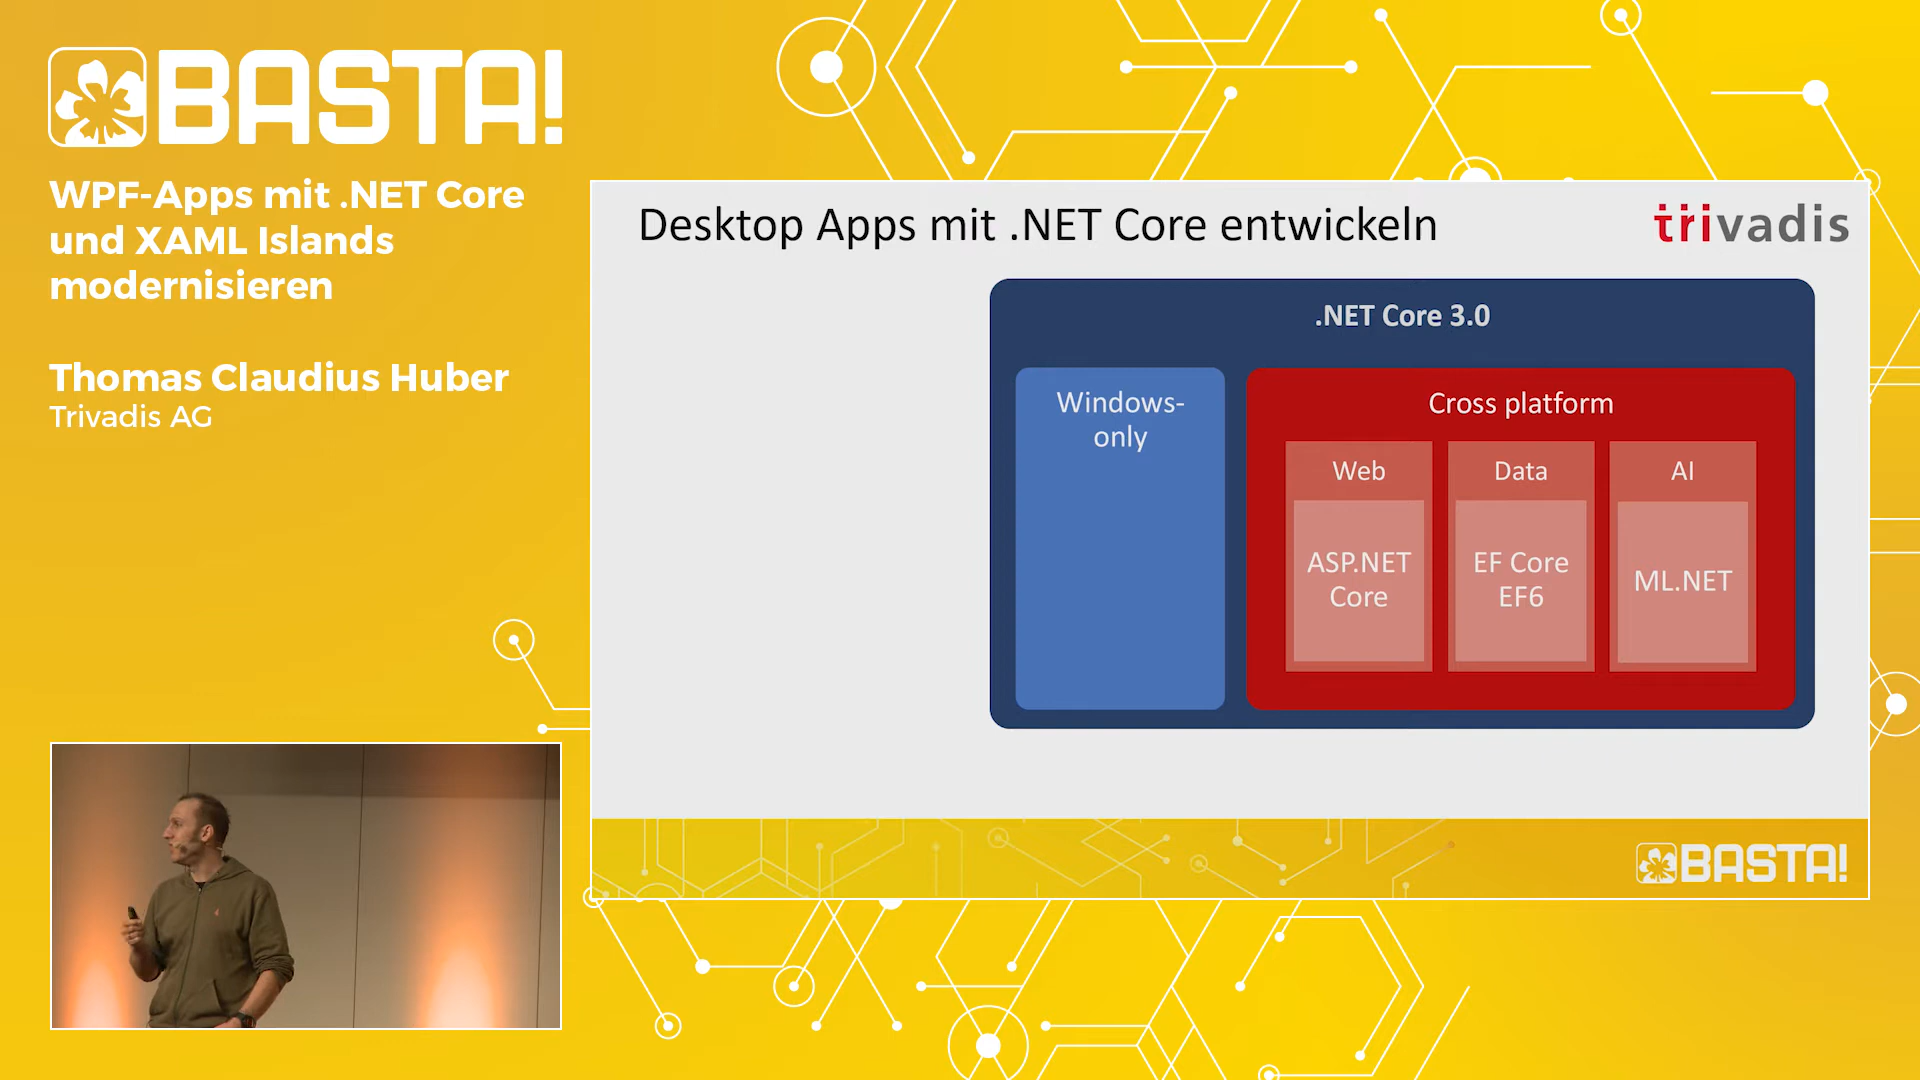 BASTA!
WPF-Apps mit .NET Core
und XAML Islands
modernisieren
Thomas Claudius Huber
Trivadis AG
Desktop Apps mit .NET Core entwickeln
trivadis
.NET Core 3.0
Windows-
only
Cross platform
Web
Data
AI
ASP.NET
Core
EF Core
EF6
ML.NET
BASTA!